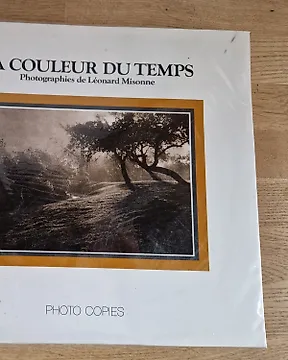 A COULEUR DU TEMPS
Photographies de Léonard Misonne
PHOTO COPIES